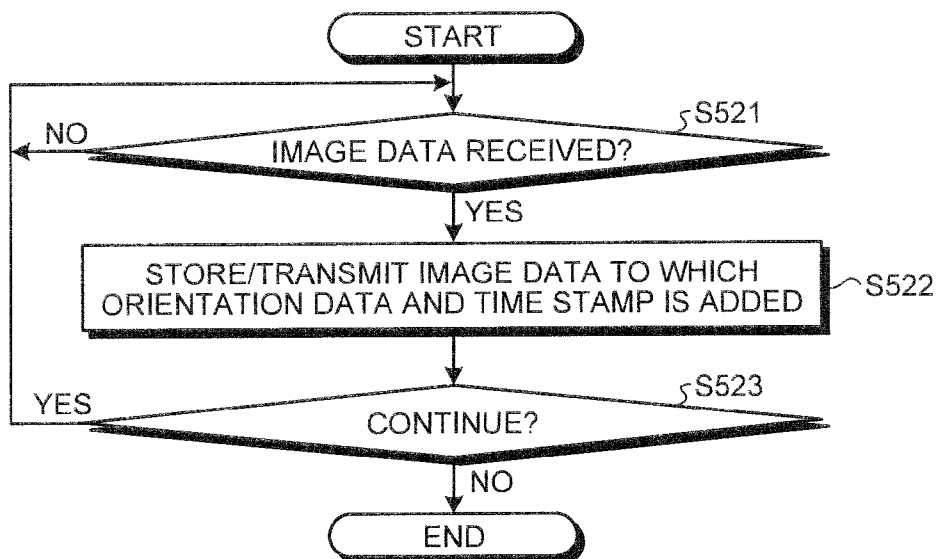 START
S521
NO
IMAGE DATA RECEIVED?
YES
STORE/TRANSMIT IMAGE DATA TO WHICH
ORIENTATION DATA AND TIME STAMP IS ADDED
S522
S523
YES
CONTINUE?
NO
END